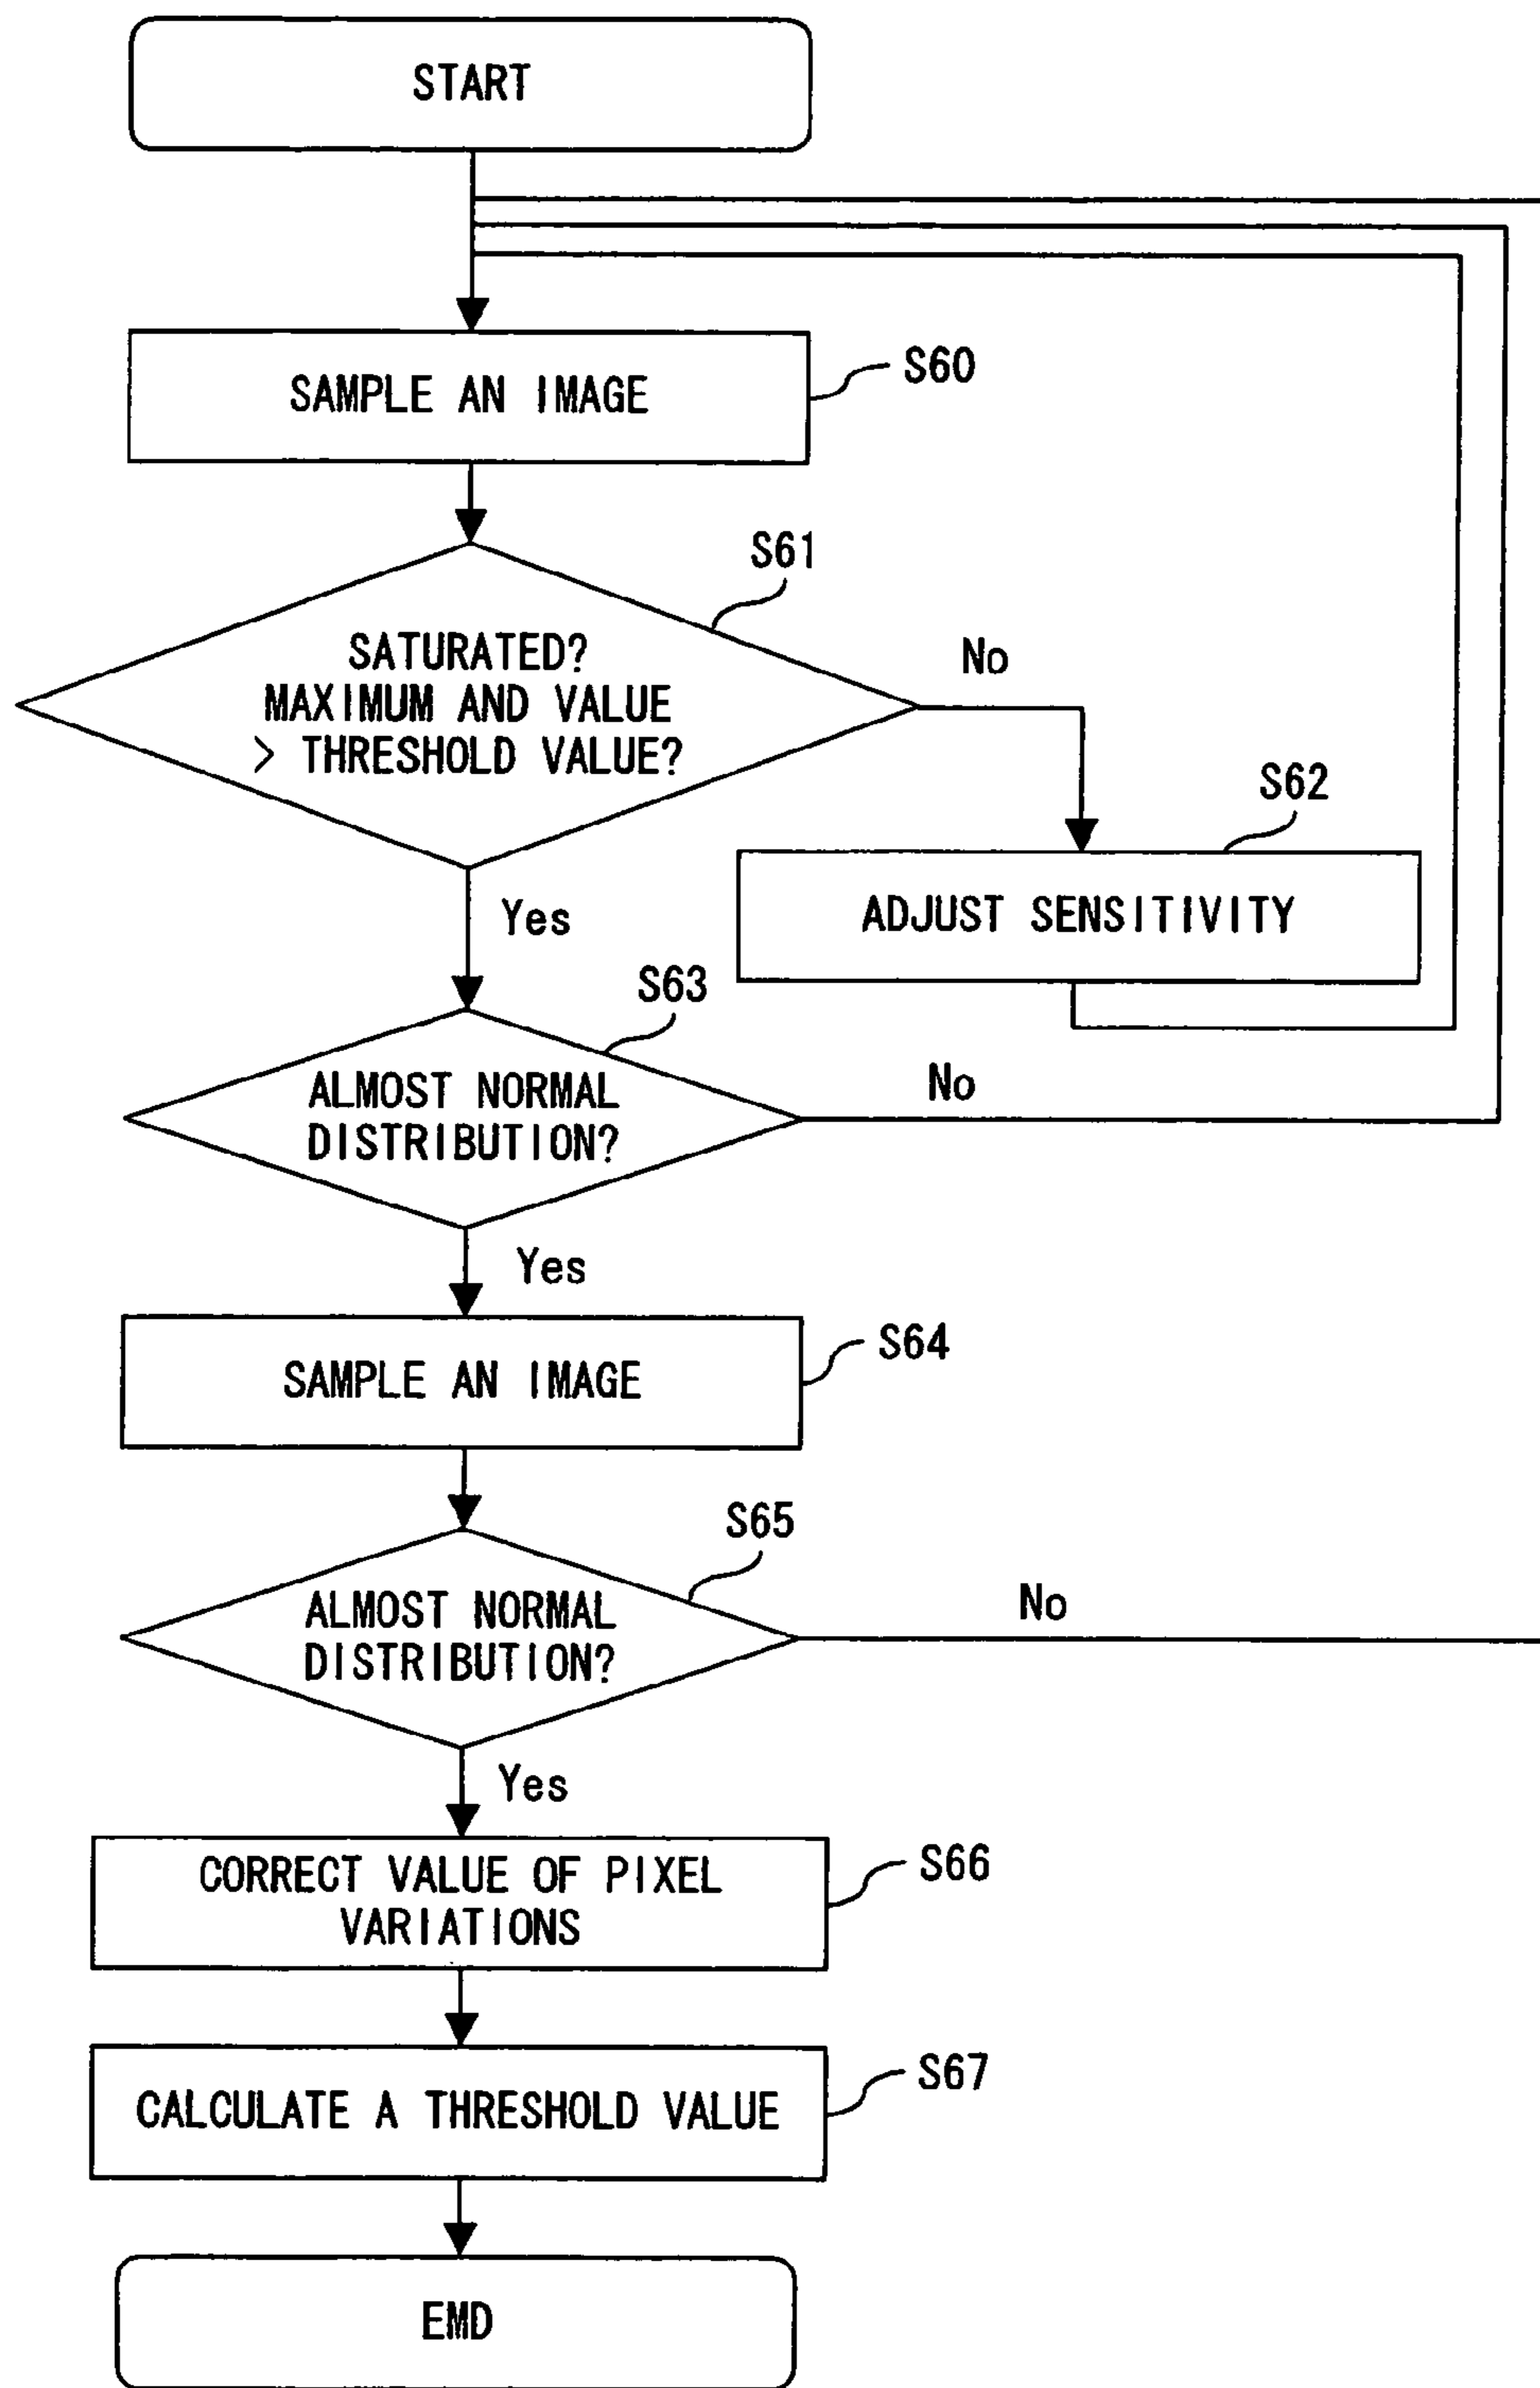 START
SAMPLE AN IMAGE
S60
S61
SATURATED?
MAXIMUM AND VALUE
> THRESHOLD VALUE?
No
S62
ADJUST SENSITIVITY
Yes
S63
ALMOST NORMAL
DISTRIBUTION?
No
Yes
SAMPLE AN IMAGE
S64
S65
ALMOST NORMAL
DISTRIBUTION?
No
Yes
CORRECT VALUE OF PIXEL
VARIATIONS
S66
CALCULATE A THRESHOLD VALUE
S67
EMD